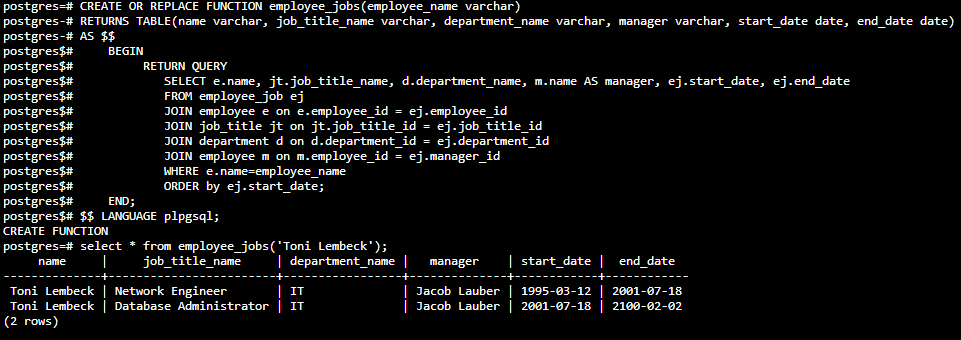 postgres=# CREATE OR REPLACE FUNCTION employee_jobs(employee_name varchar)
postgres-# RETURNS TABLE(name varchar, job_title_name varchar, department_name varchar, manager varchar, start_date date, end_date date)
postgres-# AS $$
postgres$#     BEGIN
postgres$#          RETURN QUERY
postgres$#             SELECT e.name, jt.job_title_name, d.department_name, m.name AS manager, ej.start_date, ej.end_date
postgres$#             FROM employee_job ej
postgres$#             JOIN employee e on e.employee_id = ej.employee_id
postgres$#             JOIN job_title jt on jt.job_title_id = ej.job_title_id
postgres$#             JOIN department d on d.department_id = ej.department_id
postgres$#             JOIN employee m on m.employee_id = ej.manager_id
postgres$#             WHERE e.name=employee_name
postgres$#             ORDER by ej.start_date;
postgres$#     END;
postgres$# $$ LANGUAGE plpgsql;
CREATE FUNCTION
postgres=# select * from employee_jobs('Toni Lembeck');
     name     |     job_title_name     | department_name |   manager    | start_date |  end_date
--------------+------------------------+-----------------+--------------+------------+------------
 Toni Lembeck | Network Engineer       | IT              | Jacob Lauber | 1995-03-12 | 2001-07-18
 Toni Lembeck | Database Administrator | IT              | Jacob Lauber | 2001-07-18 | 2100-02-02
(2 rows)